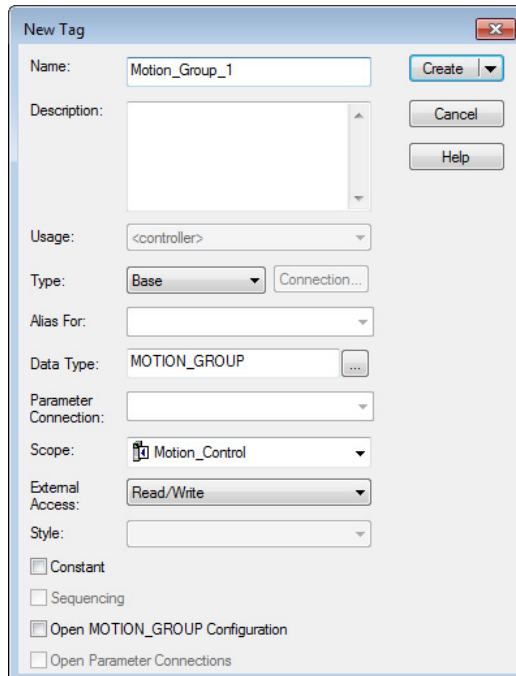 New Tag
Name:
Motion_Group_1
Create
Description:
Cancel
Help
Usage:
<controller>
Type:
Base
Connection...
Alias For:
Data Type:
MOTION_GROUP
...
Parameter
Connection:
Scope:
Motion_Control
External
Access:
Read/Write
Style:
Constant
Sequencing
Open MOTION_GROUP Configuration
Open Parameter Connections